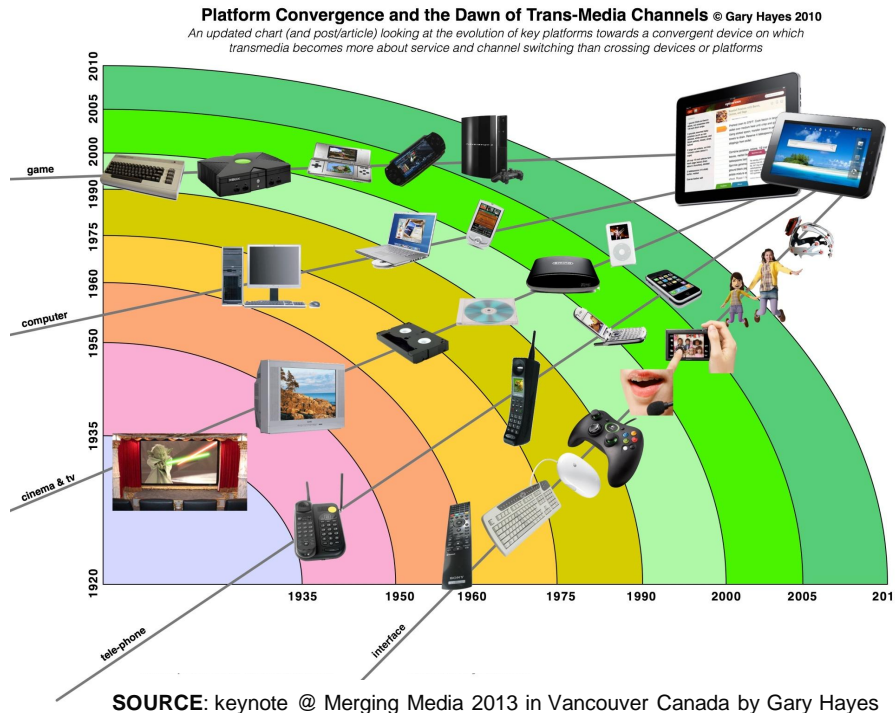 Platform Convergence and the Dawn of Trans-Media Channels © Gary Hayes 2010
An updated chart (and post/article) looking at the evolution of key platforms towards a convergent device on which
transmedia becomes more about service and channel switching than crossing devices or platforms
2010
2005
2000
1990
1975
1960
1950
1935
1920
game
computer
cinema & tv
tele-phone
interface
1935
1950
1960
1975
1990
2000
2005
201
SOURCE: keynote @ Merging Media 2013 in Vancouver Canada by Gary Hayes